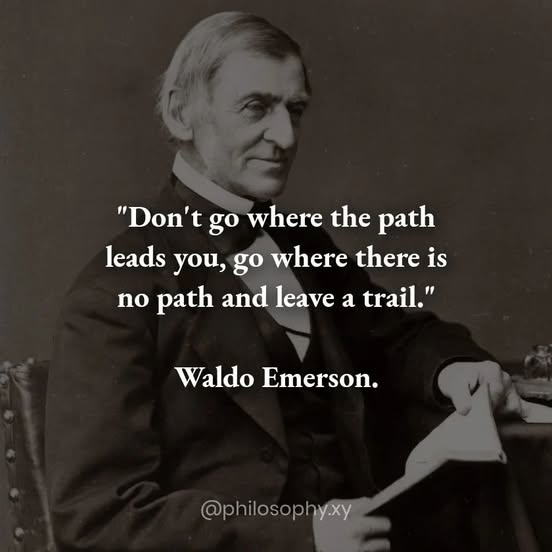 "Don't go where the path
leads you, go where there is
no path and leave a trail."
Waldo Emerson.
@philosophy.xy